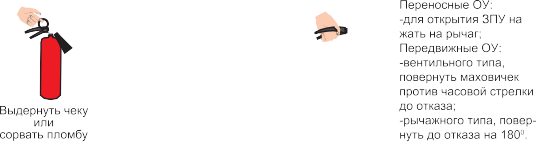 Выдернуть чеку
или
сорвать пломбу
Переносные ОУ:
-для открытия ЗПУ на
жать на рычаг;
Передвижные ОУ:
-вентильного типа,
повернуть маховичек
против часовой стрелки
до отказа;
-рычажного типа, повер-
нуть до отказа на 180⁰.